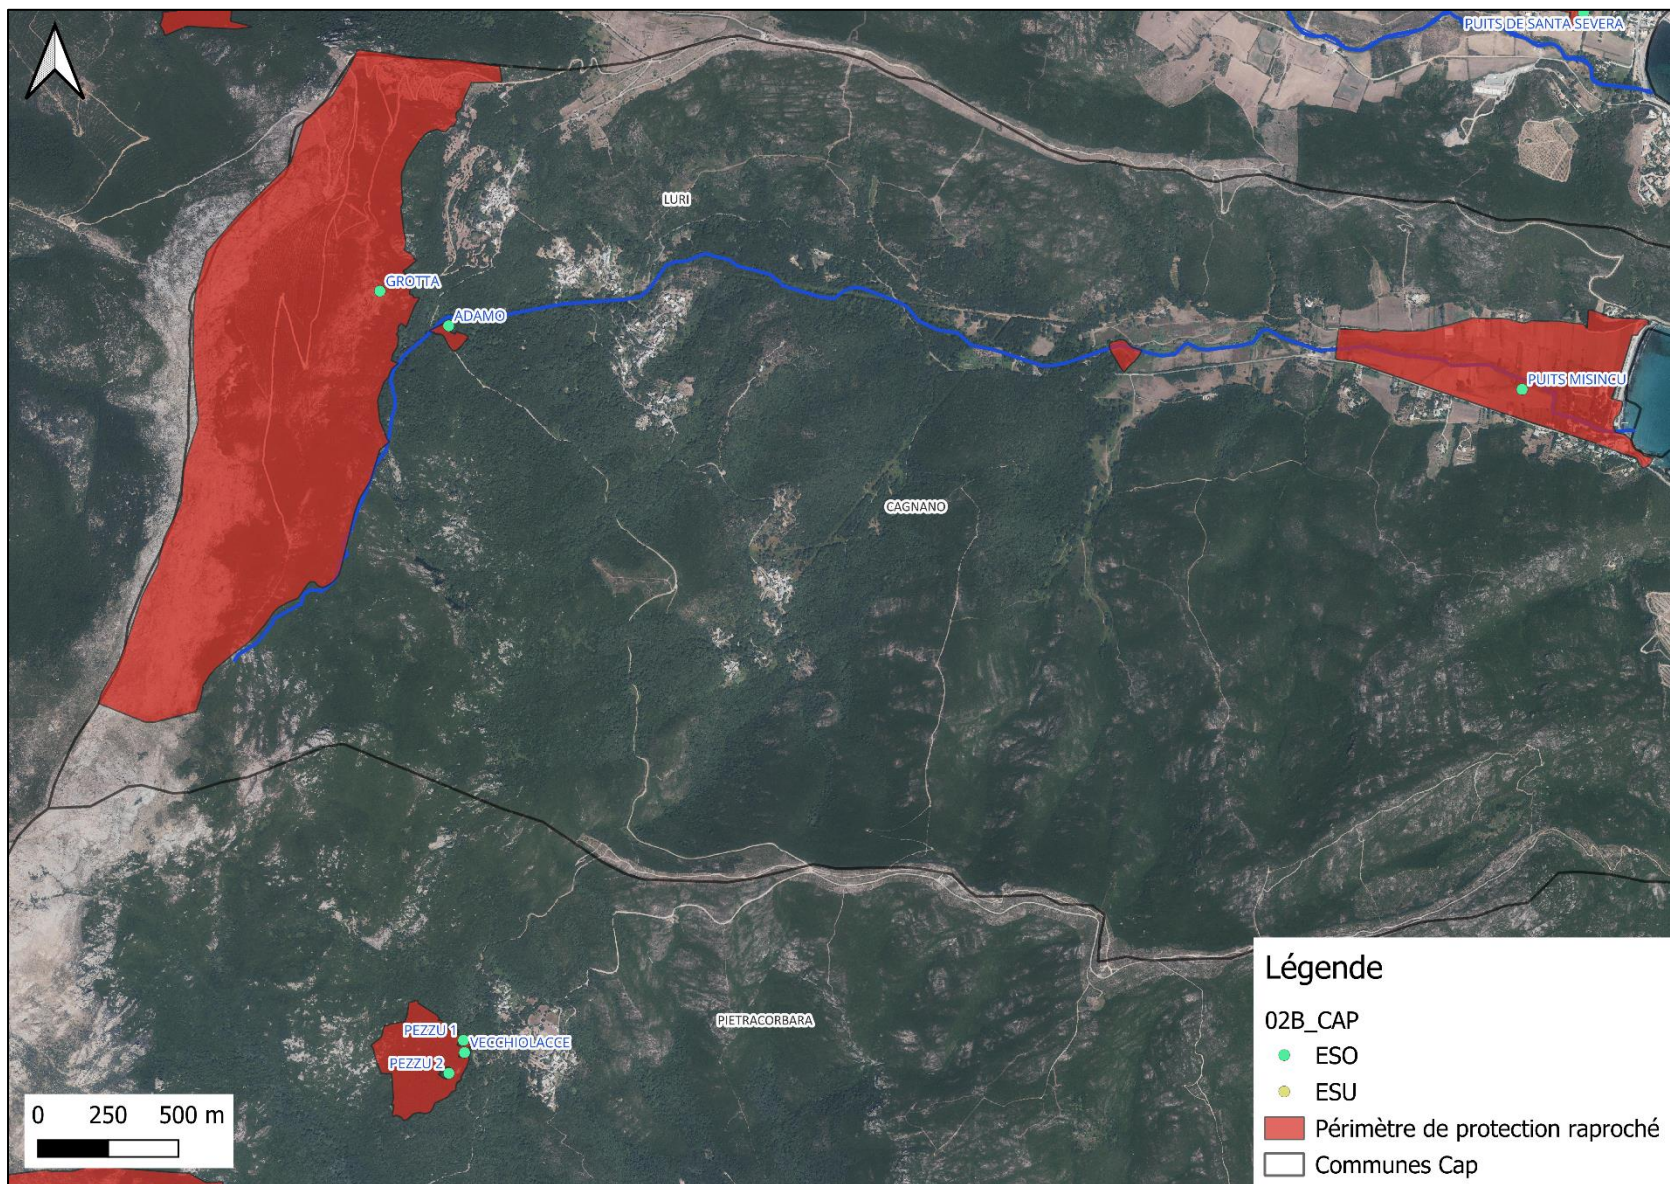 PUITS DE SANTA SEVERA
LURI
GROTTA
ADAMO
PUITS MISINCU
CAGNANO
PEZZU 1
VECCHIOLACCE
PEZZU 2
PIETRACORBARA
0 250 500 m
Légende
02B_CAP
ESO
ESU
Périmètre de protection raproché
Communes Cap